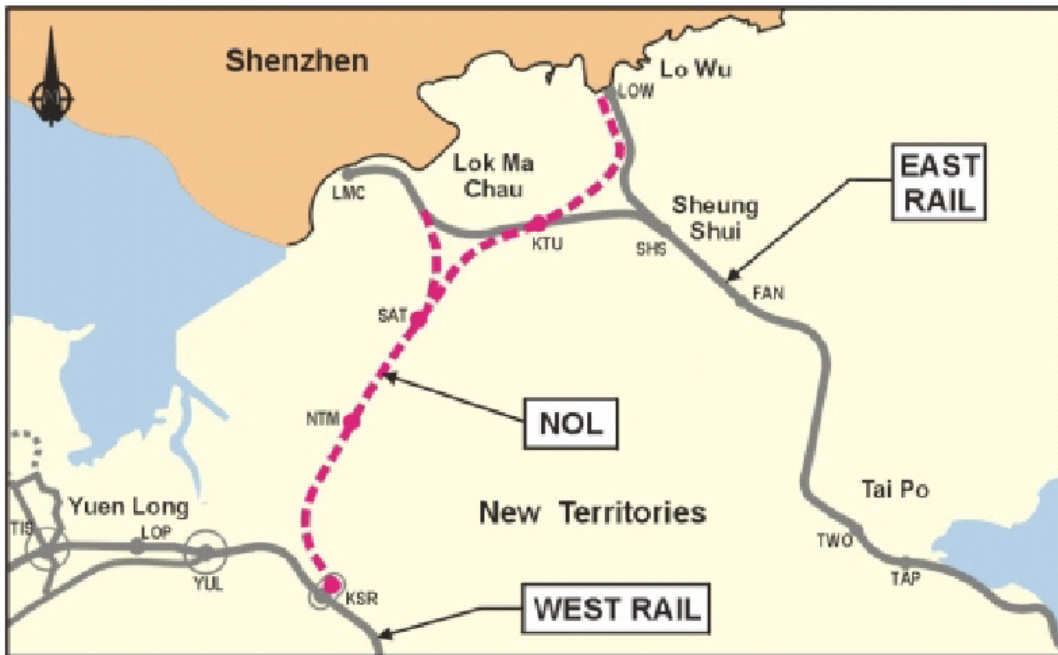 Shenzhen
Lo Wu
LOW
N
Lok Ma
Chau
LMC
EAST
RAIL
Sheung
Shui
KTU
SHS
FAN
SAT
NTM
NOL
Yuen Long
New Territories
Tai Po
TIS
LOP
YUL
TWO
TAP
KSR
WEST RAIL